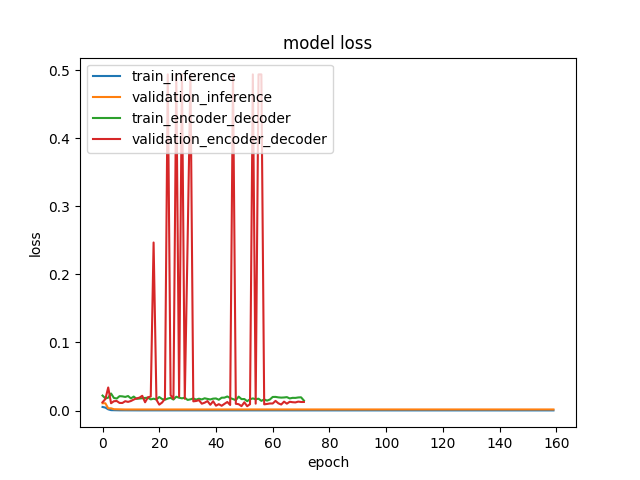 model loss
train_inference
validation_inference
train_encoder_decoder
validation_encoder_decoder
0.5
0.4
0.3
0.2
0.1
0.0
loss
0 20 40 60 80 100 120 140 160
epoch